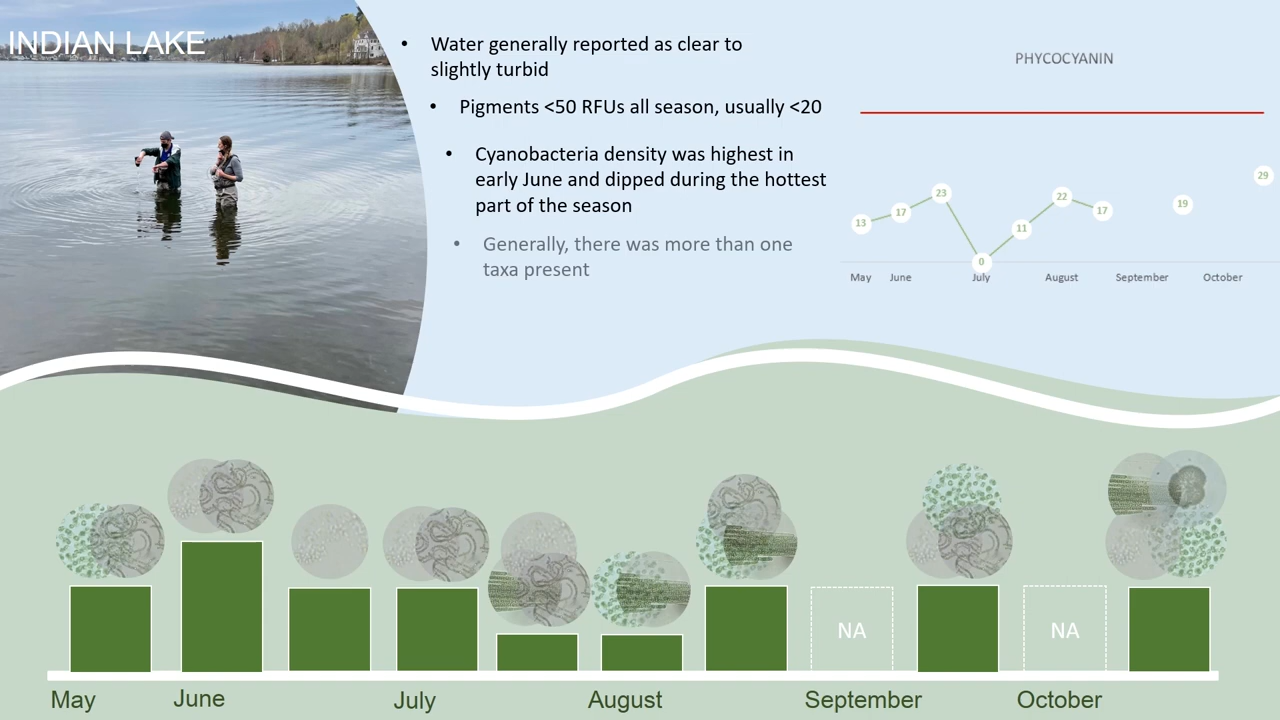 INDIAN LAKE
• Water generally reported as clear to
slightly turbid
• Pigments <50 RFUs all season, usually <20
• Cyanobacteria density was highest in
early June and dipped during the hottest
part of the season
• Generally, there was more than one
taxa present
PHYCOCYANIN
13
17
23
0
11
22
17
19
29
May June July August September October
NA NA
May June July August September October